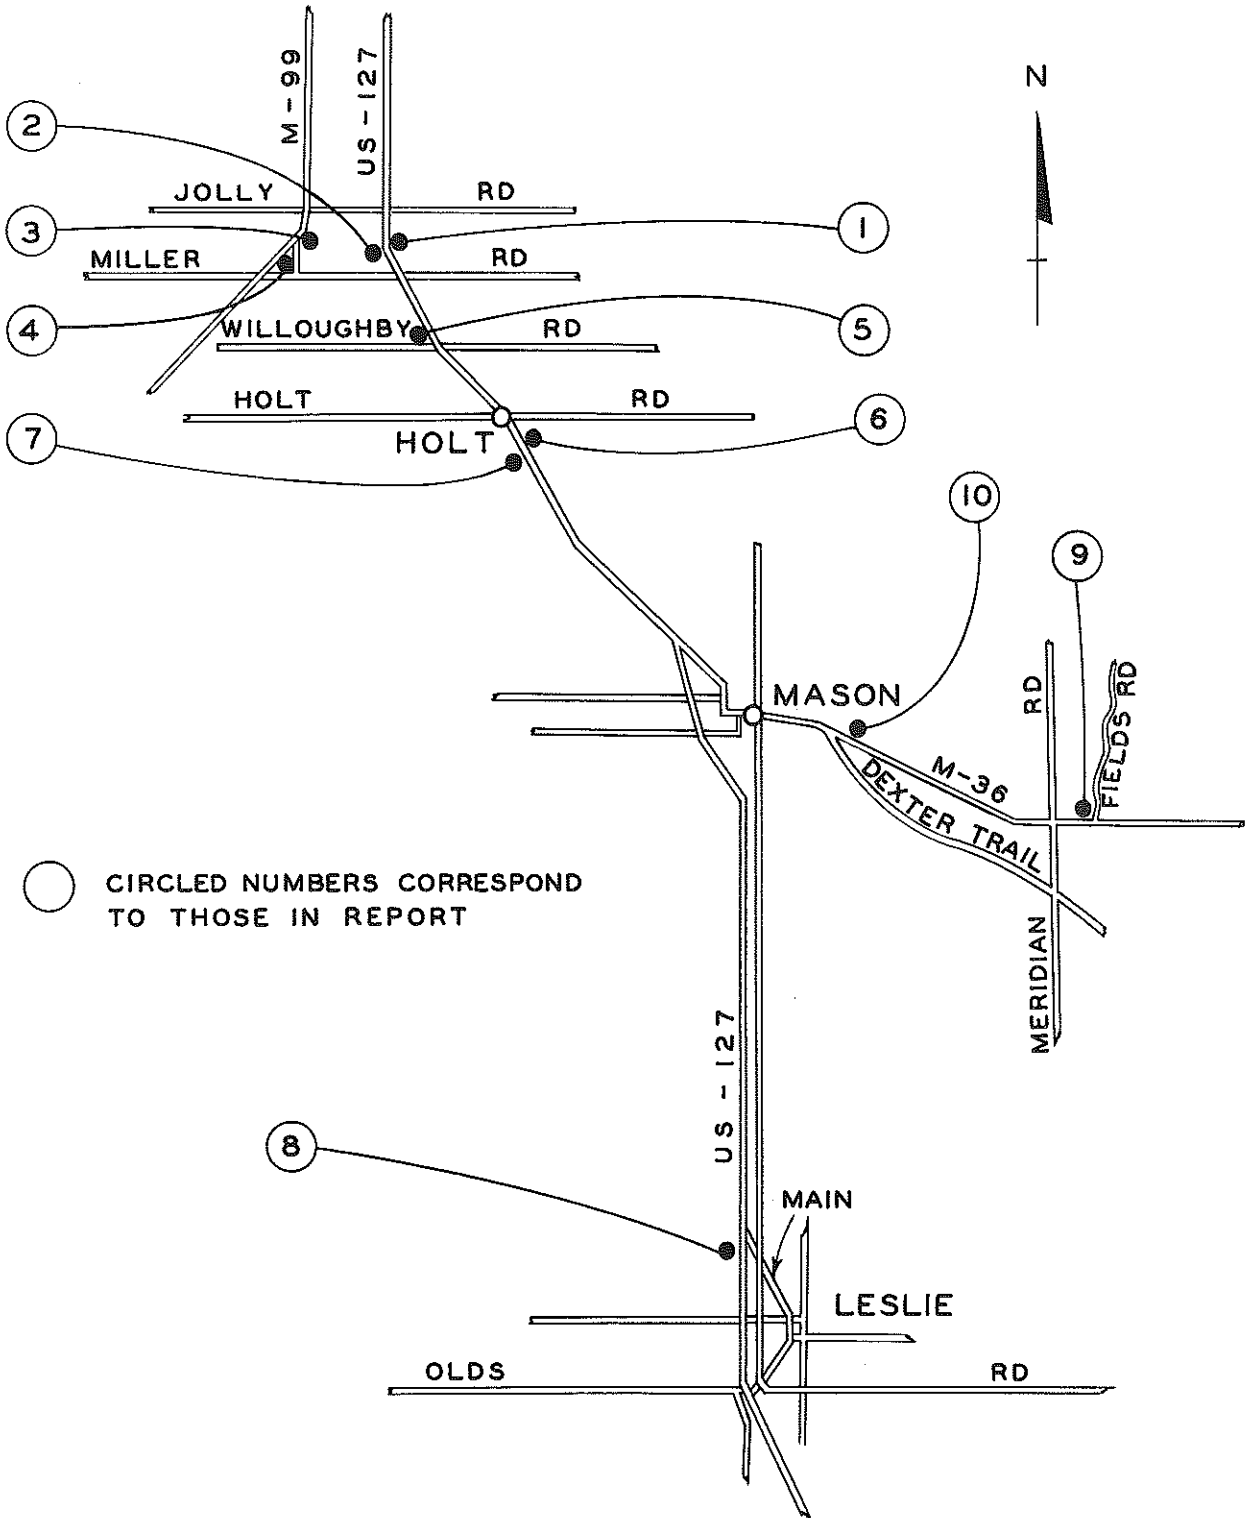 M-99
US-127
N
2
JOLLY RD
3
1
MILLER RD
4
WILLOUGHBY RD
5
HOLT RD
6
7
HOLT
10
9
MASON
RD
FIELDS RD
M-36
DEXTER TRAIL
CIRCLED NUMBERS CORRESPOND
TO THOSE IN REPORT
MERIDIAN
US - 127
8
MAIN
LESLIE
OLDS RD